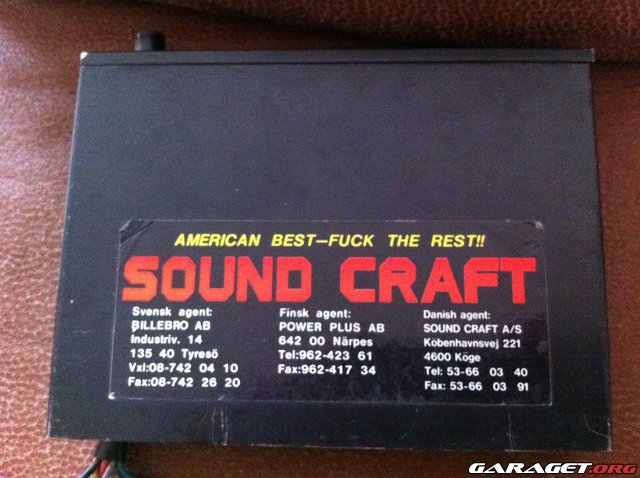 AMERICAN BEST–FUCK THE REST!!
SOUND CRAFT
Svensk agent:
BILLEBRO AB
Industriv. 14
135 40 Tyresö
Vxl:08-742 04 10
Fax:08-742 26 20
Finsk agent:
POWER PLUS AB
642 00 Närpes
Tel:962-423 61
Fax:962-417 34
Danish agent:
SOUND CRAFT A/S
Kobenhavnsvej 221
4600 Köge
Tel: 53-66 03 40
Fax: 53-66 03 91
GARAGET.ORG